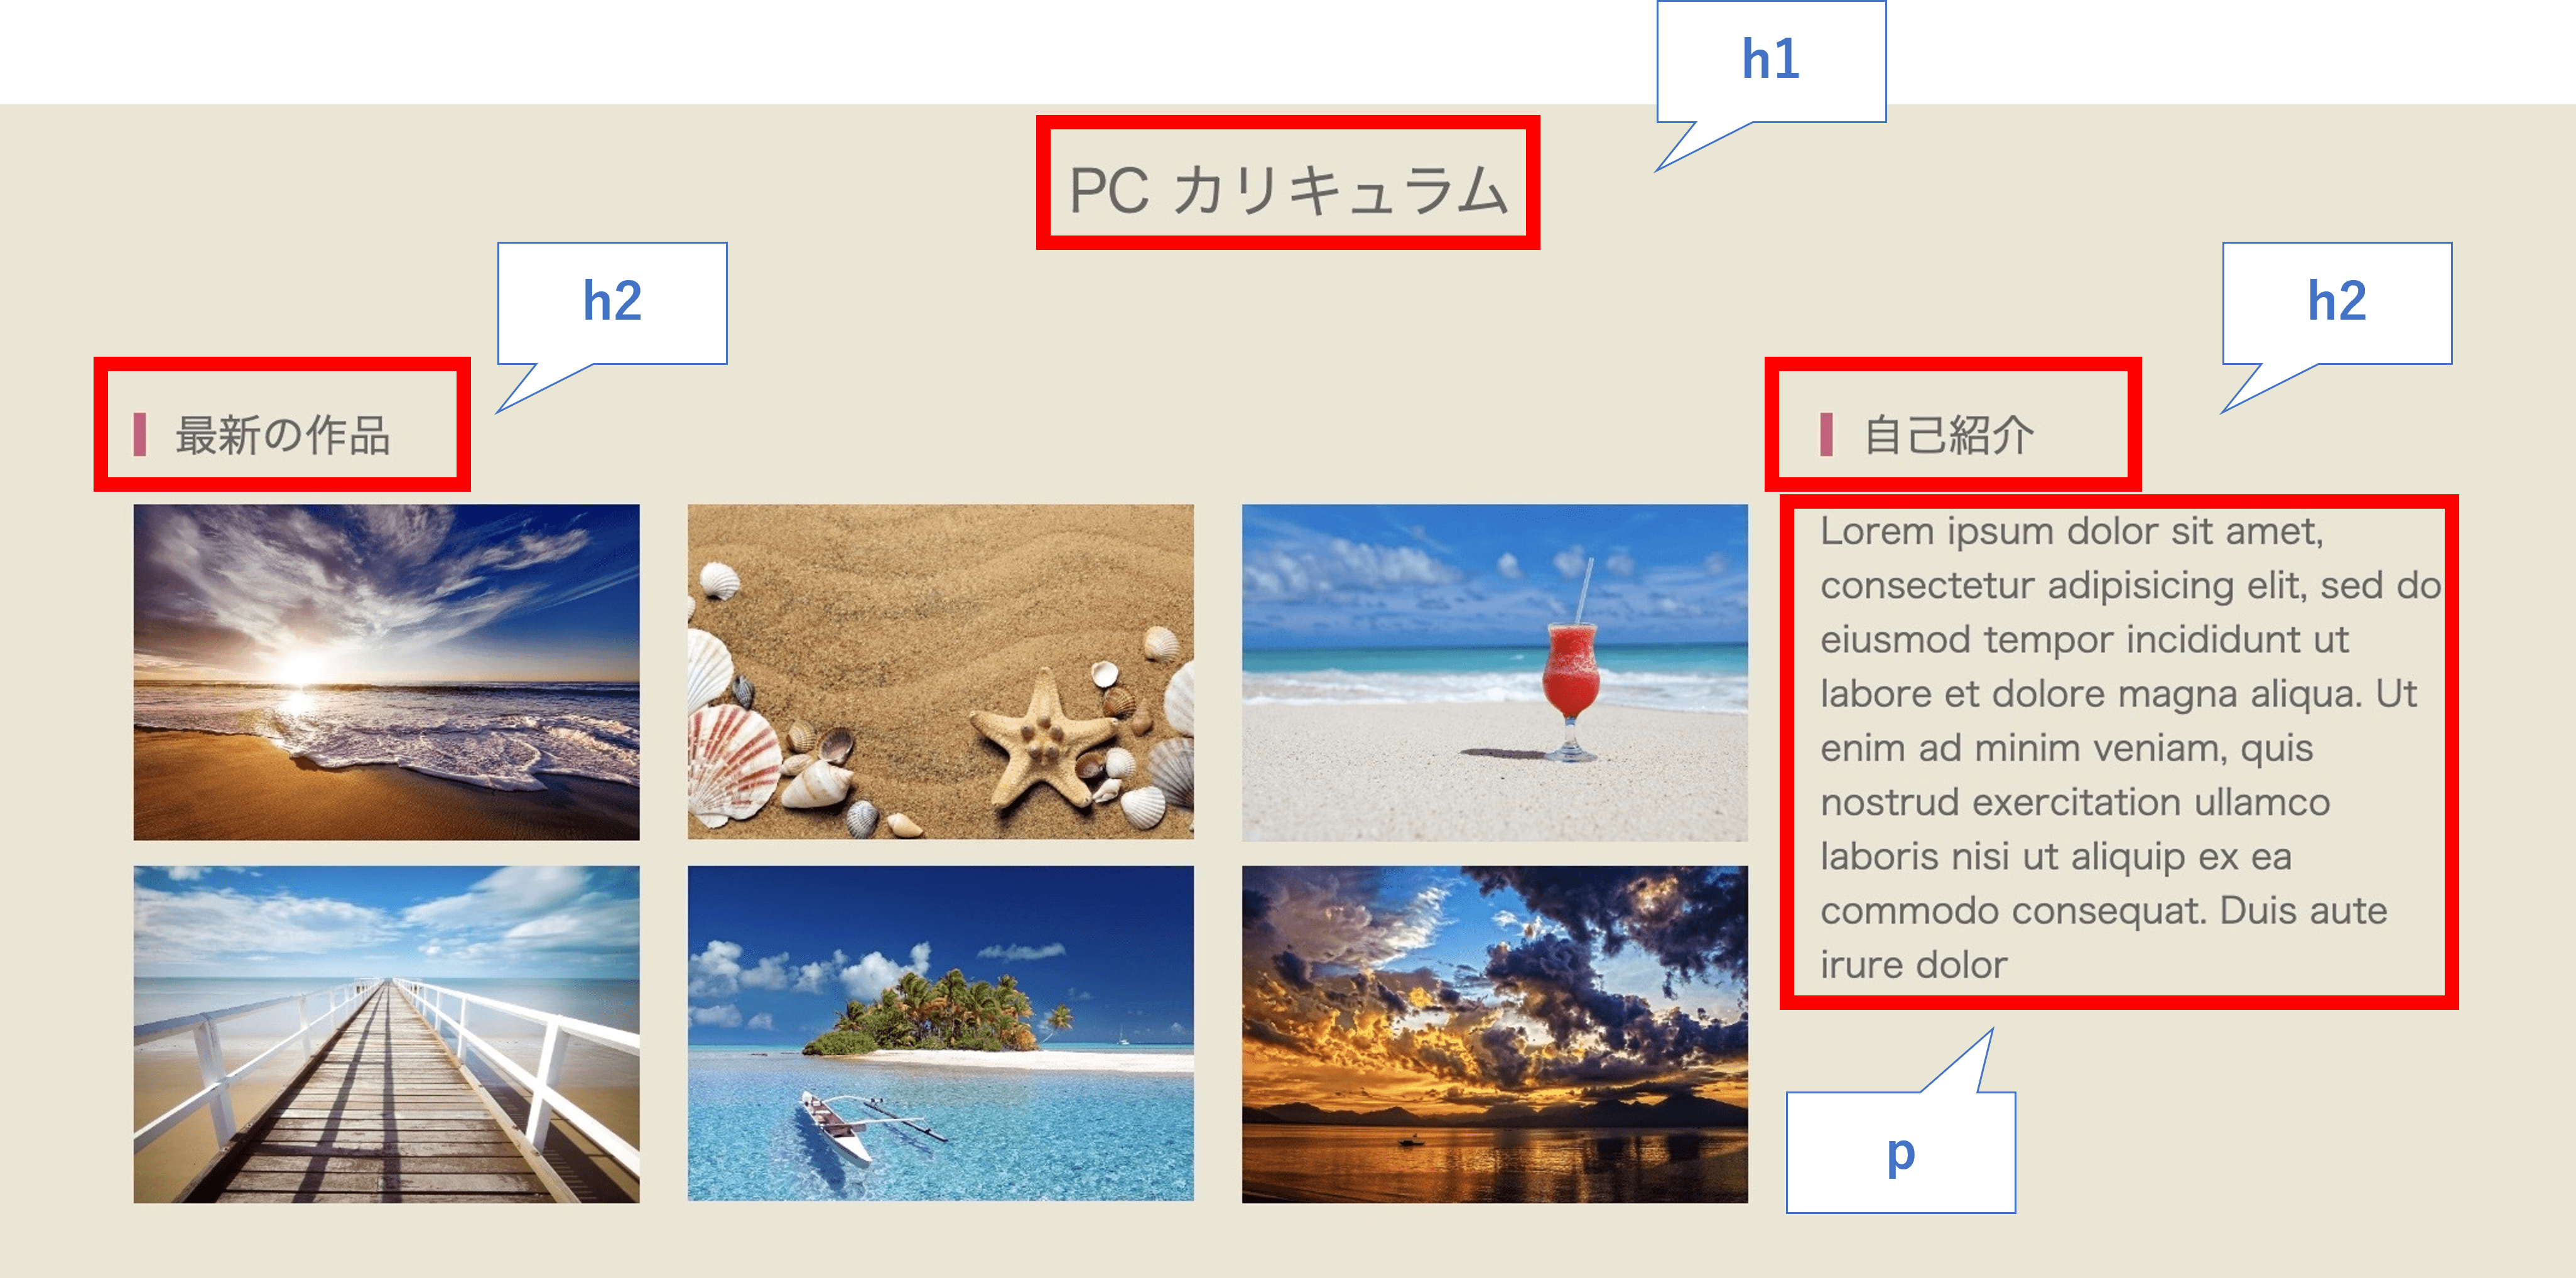 h1
PC カリキュラム
h2
最新の作品
h2
自己紹介
Lorem ipsum dolor sit amet,
consectetur adipisicing elit, sed do
eiusmod tempor incididunt ut
labore et dolore magna aliqua. Ut
enim ad minim veniam, quis
nostrud exercitation ullamco
laboris nisi ut aliquip ex ea
commodo consequat. Duis aute
irure dolor
p